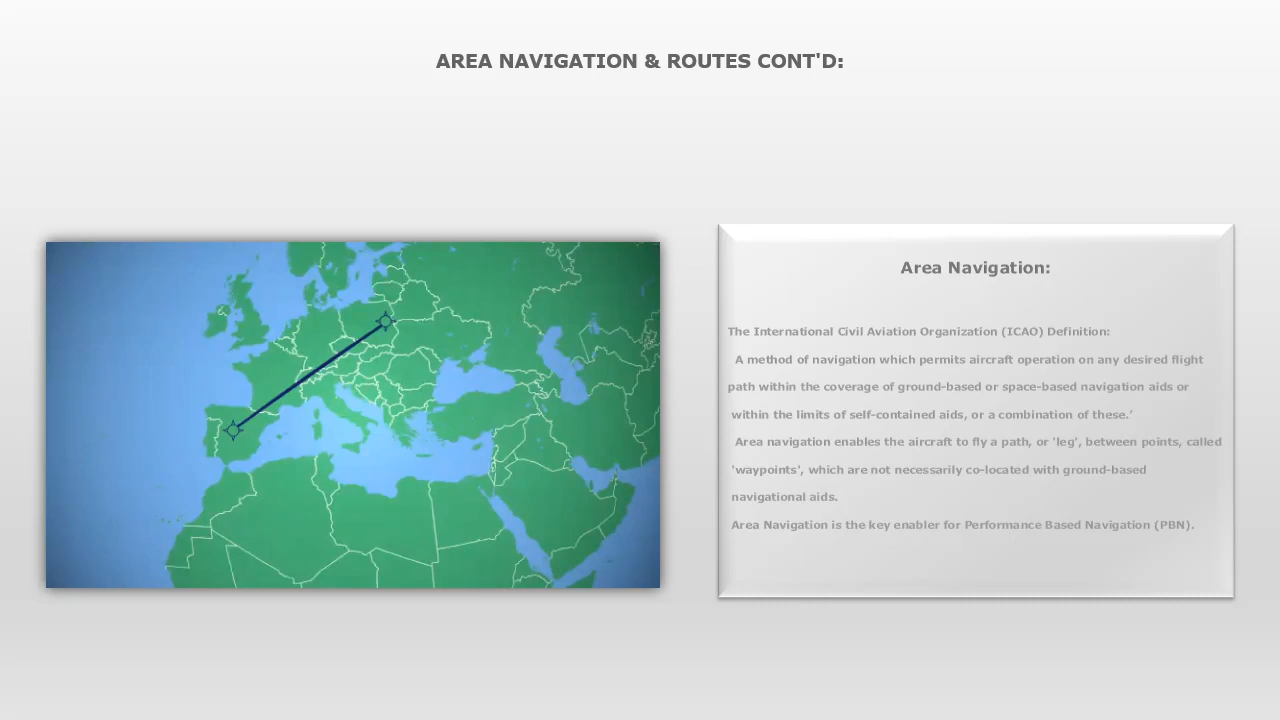 AREA NAVIGATION & ROUTES CONT'D:
Area Navigation:
The International Civil Aviation Organization (ICAO) Definition:
A method of navigation which permits aircraft operation on any desired flight
path within the coverage of ground-based or space-based navigation aids or
within the limits of self-contained aids, or a combination of these.’
Area navigation enables the aircraft to fly a path, or 'leg', between points, called
'waypoints', which are not necessarily co-located with ground-based
navigational aids.
Area Navigation is the key enabler for Performance Based Navigation (PBN).